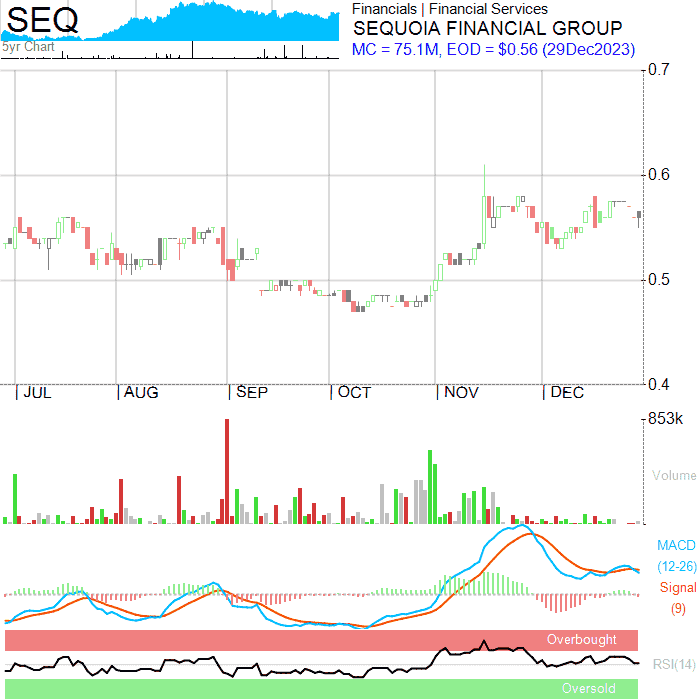 SEQ
5yr Chart
Financials | Financial Services
SEQUOIA FINANCIAL GROUP
MC = 75.1M, EOD = $0.56 (29Dec2023)
0.7
0.6
0.5
0.4
JUL AUG SEP OCT NOV DEC
853k
Volume
MACD
(12-26)
Signal
(9)
Overbought
RSI(14)
Oversold